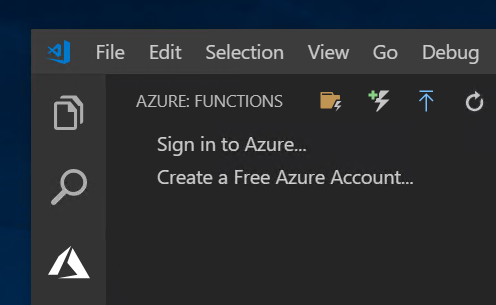 File Edit Selection View Go Debug
AZURE: FUNCTIONS
Sign in to Azure...
Create a Free Azure Account...